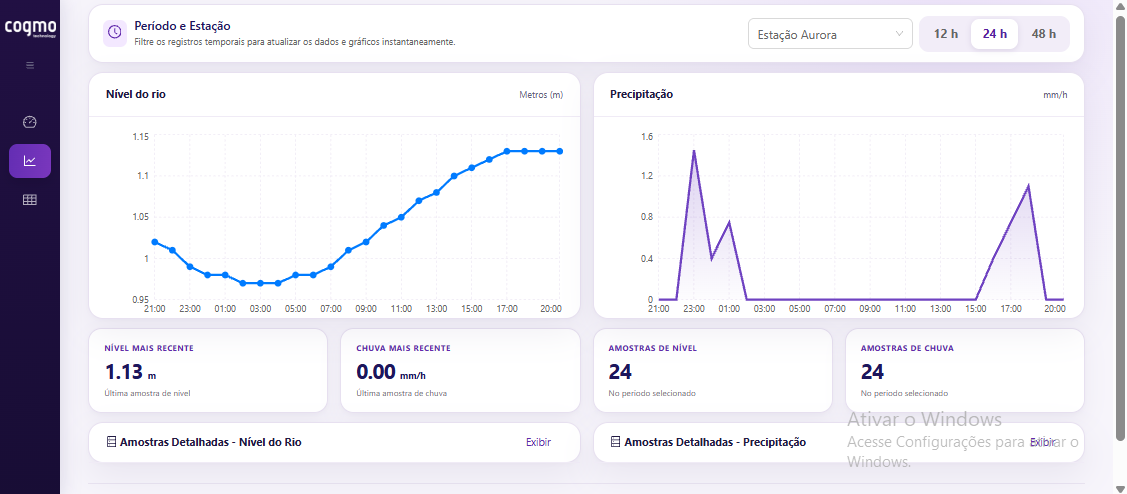 cogmo
technology
Período e Estação
Filtre os registros temporais para atualizar os dados e gráficos instantaneamente.
Estação Aurora
12 h 24 h 48 h
Nível do rio
Metros (m)
1.15
1.1
1.05
1
0.95
21:00 23:00 01:00 03:00 05:00 07:00 09:00 11:00 13:00 15:00 17:00 20:00
Precipitação
mm/h
1.6
1.2
0.8
0.4
0
21:00 23:00 01:00 03:00 05:00 07:00 09:00 11:00 13:00 15:00 17:00 20:00
NÍVEL MAIS RECENTE
1.13 m
Última amostra de nível
CHUVA MAIS RECENTE
0.00 mm/h
Última amostra de chuva
AMOSTRAS DE NÍVEL
24
No período selecionado
AMOSTRAS DE CHUVA
24
No período selecionado
Amostras Detalhadas - Nível do Rio
Exibir
Amostras Detalhadas - Precipitação
Exibir
Ativar o Windows
Acesse Configurações para ativar o
Windows.